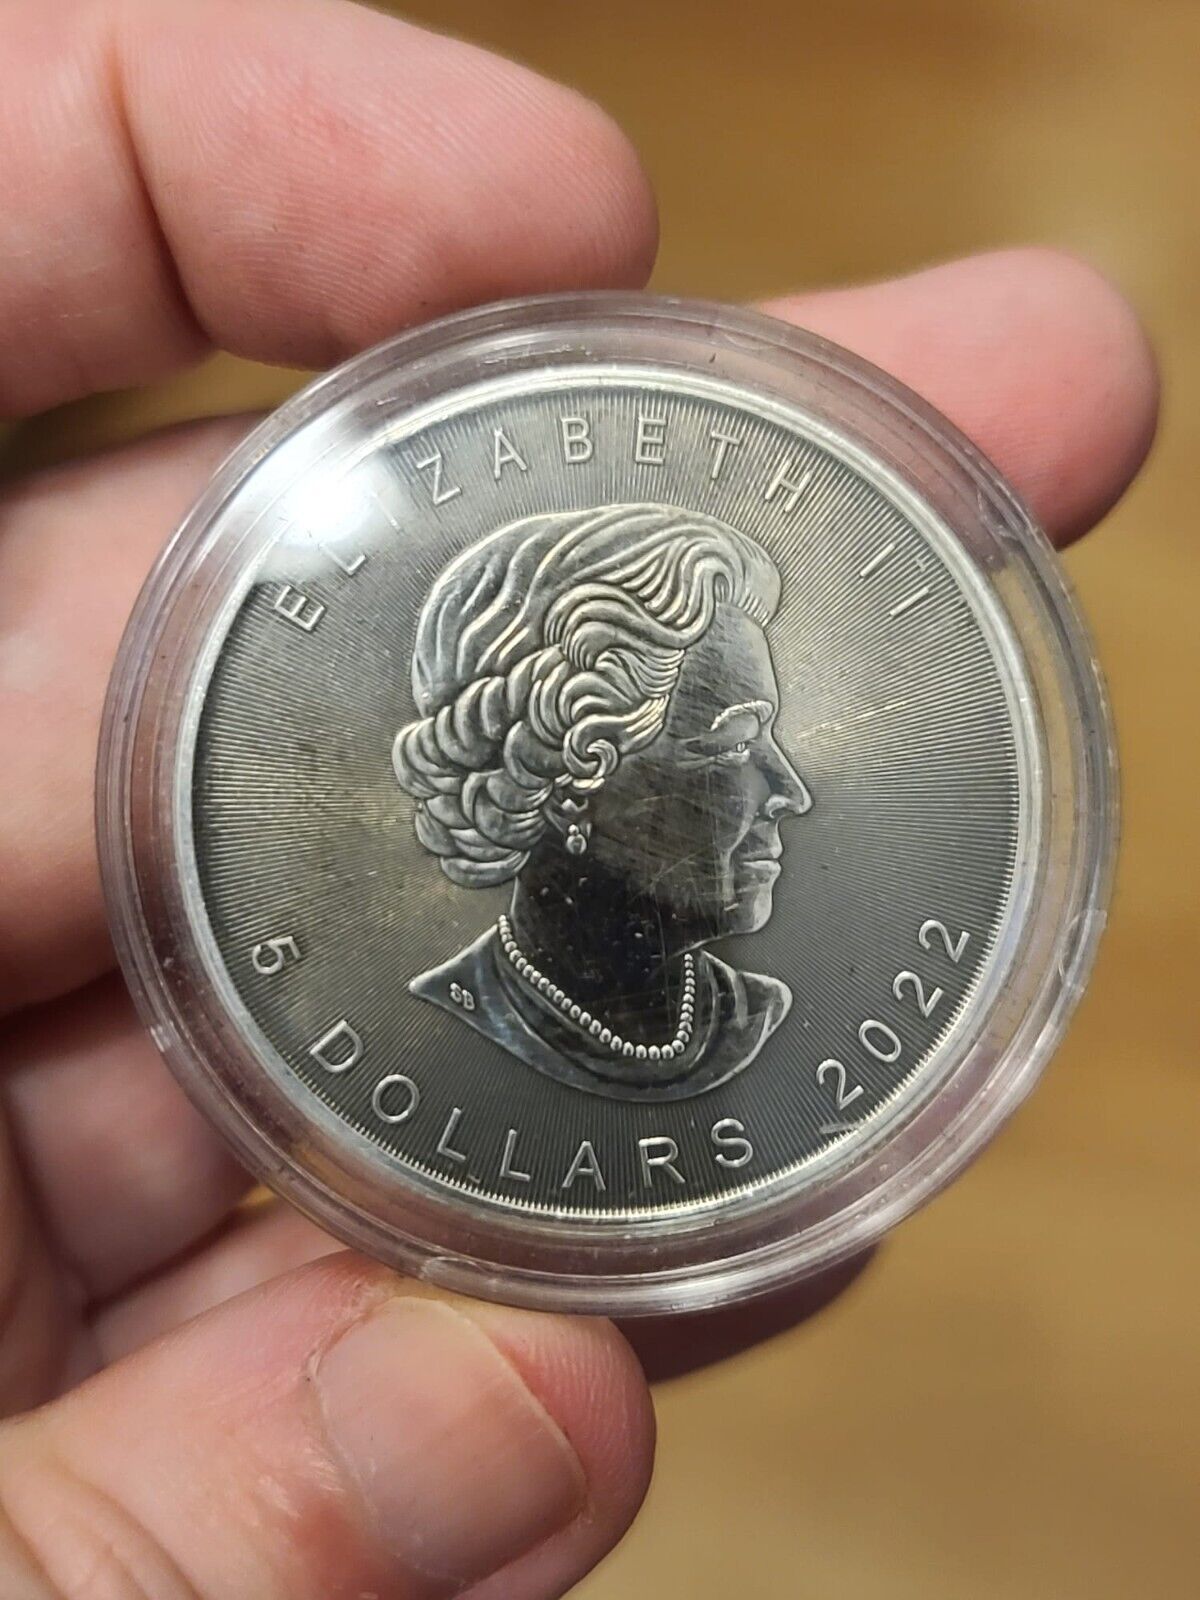 ELIZABETH II
5 DOLLARS 2022
SB